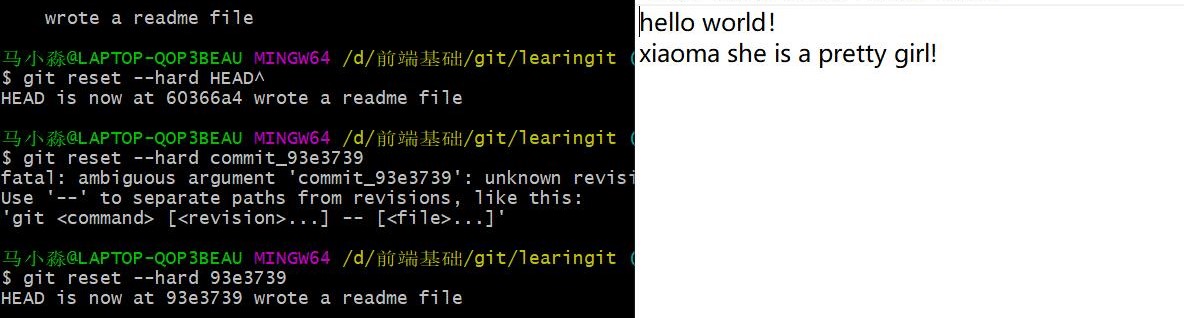 wrote a readme file
马小淼@LAPTOP-QOP3BEAU MINGW64 /d/前端基础/git/learingit (
$ git reset --hard HEAD^
HEAD is now at 60366a4 wrote a readme file
马小淼@LAPTOP-QOP3BEAU MINGW64 /d/前端基础/git/learingit (
$ git reset --hard commit_93e3739
fatal: ambiguous argument 'commit_93e3739': unknown revisi
Use '--' to separate paths from revisions, like this:
'git <command> [<revision>...] -- [<file>...]'
马小淼@LAPTOP-QOP3BEAU MINGW64 /d/前端基础/git/learingit (
$ git reset --hard 93e3739
HEAD is now at 93e3739 wrote a readme file
hello world!
xiaoma she is a pretty girl!